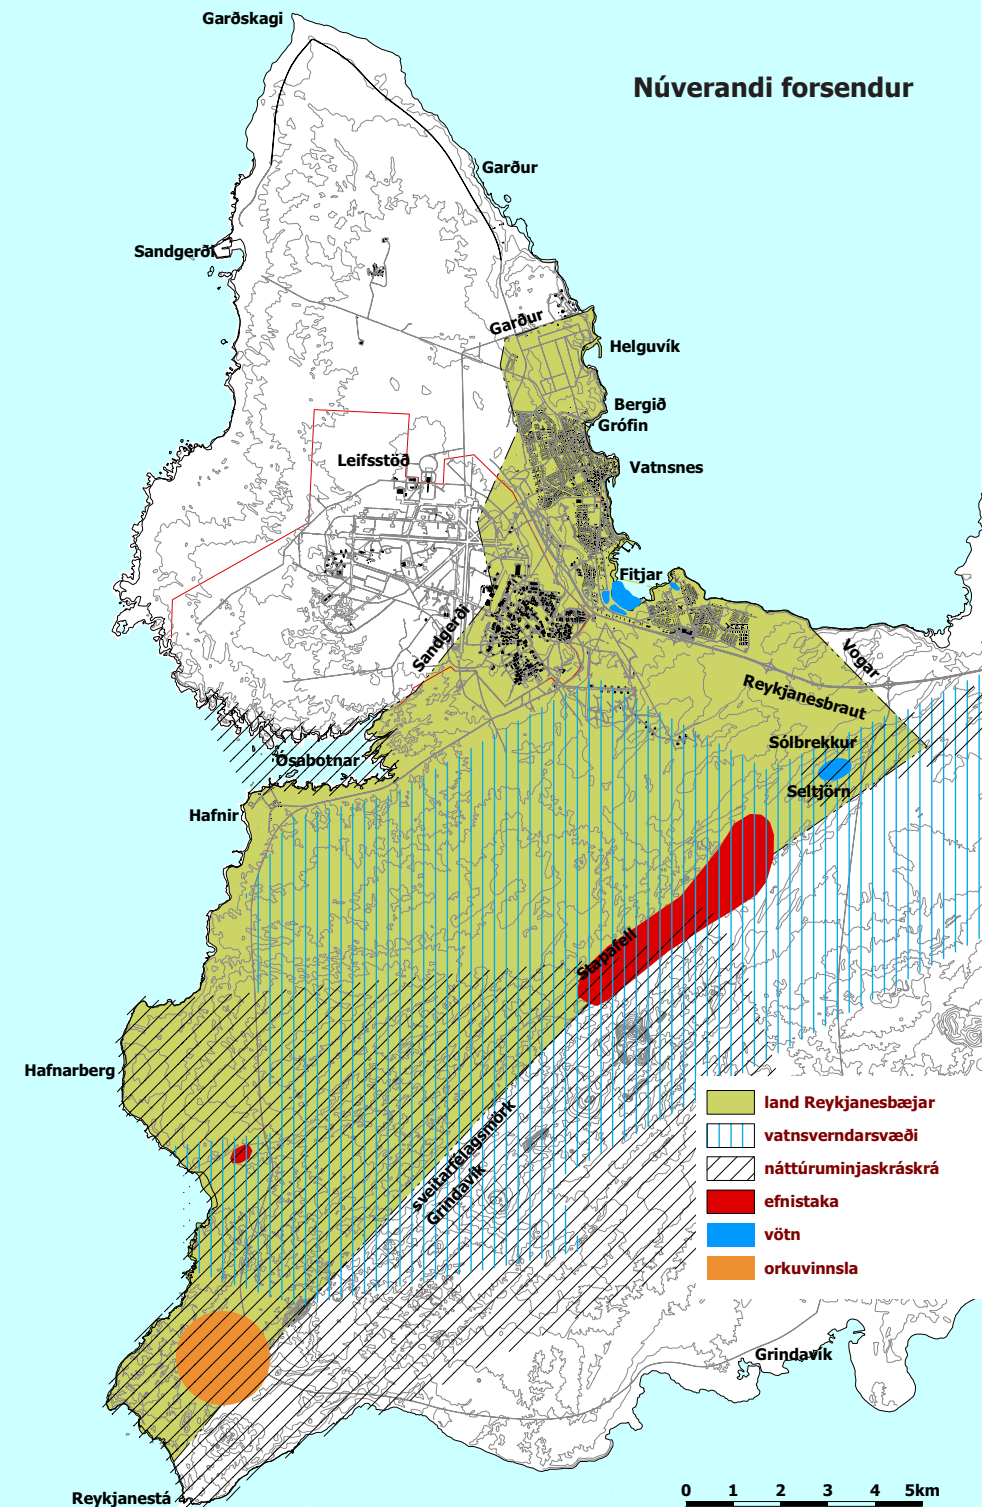 Garðskagi
Núverandi forsendur
Garður
Sandgerði
Garður
Helguvík
Bergið
Grófin
Leifsstöð
Vatnsnes
Fitjar
Sandgerði
Vogar
Reykjanesbraut
Sólbrekkur
Ósabotnar
Seltjörn
Hafnir
Stapafell
Hafnarberg
sveitarfélagsmörk
Grindavík
land Reykjanesbæjar
vatnsverndarsvæði
náttúruminjaskráskrá
efnistaka
vötn
orkuvinnsla
Grindavík
Reykjanestá
0 1 2 3 4 5km